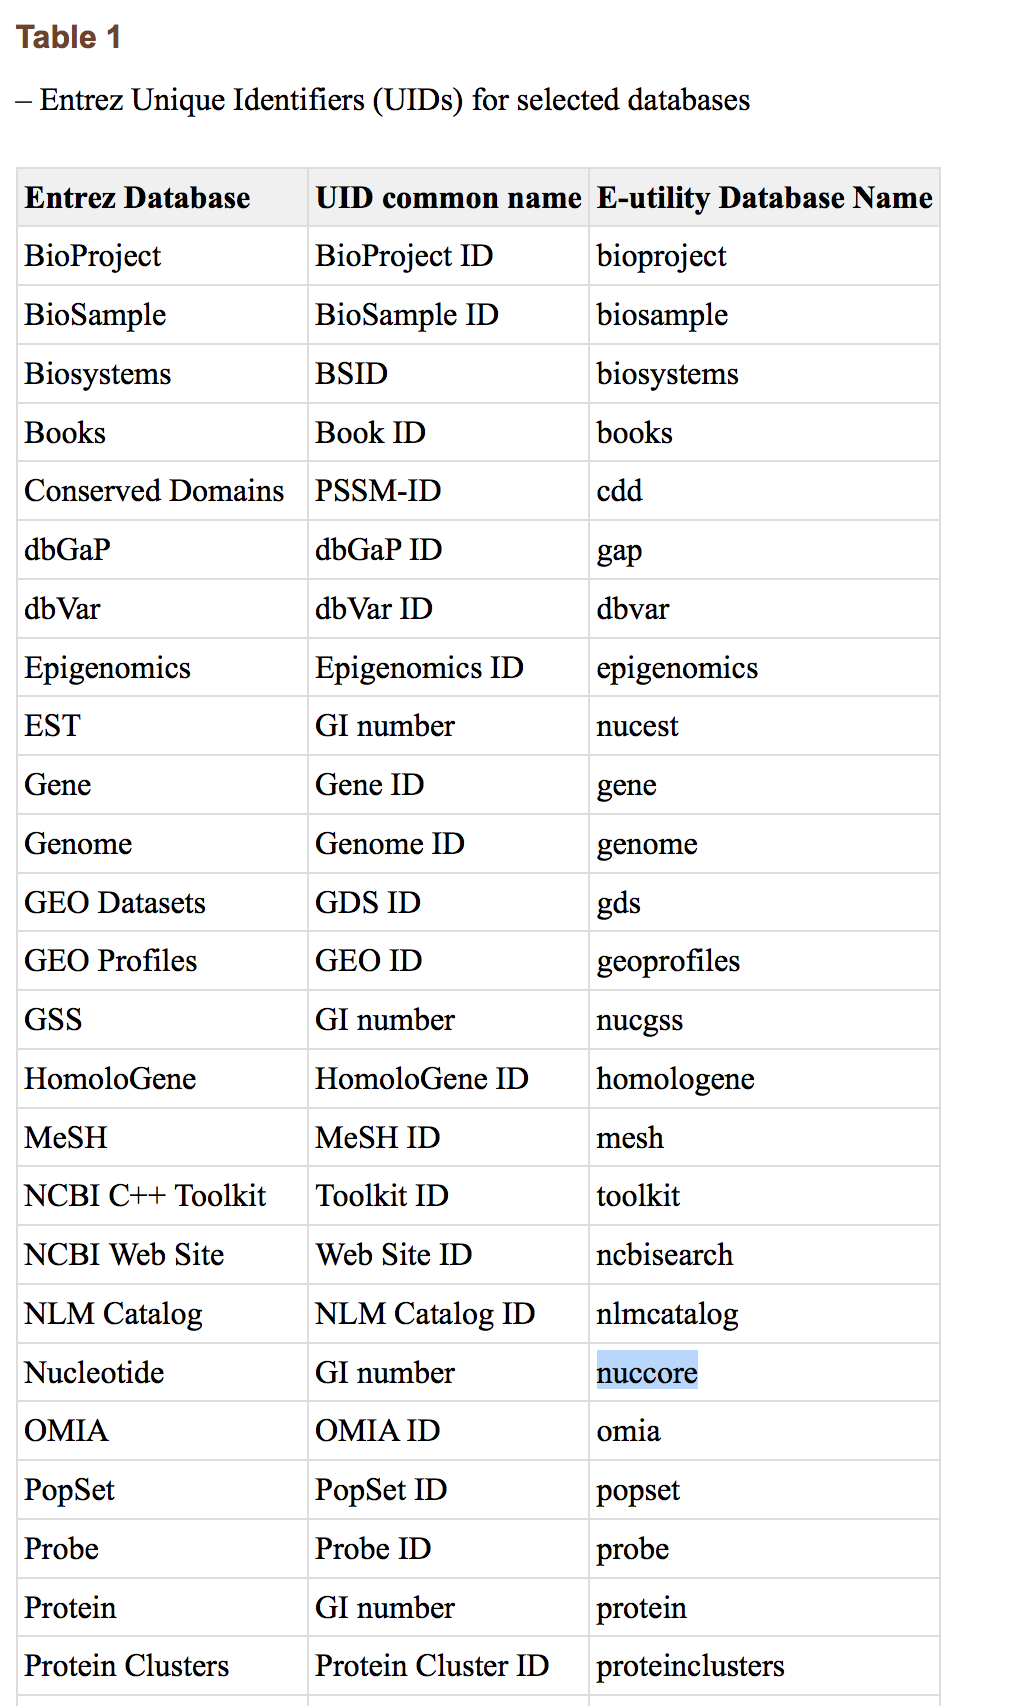 Table 1
– Entrez Unique Identifiers (UIDs) for selected databases
Entrez Database UID common name E-utility Database Name
BioProject BioProject ID bioproject
BioSample BioSample ID biosample
Biosystems BSID biosystems
Books Book ID books
Conserved Domains PSSM-ID cdd
dbGaP dbGaP ID gap
dbVar dbVar ID dbvar
Epigenomics Epigenomics ID epigenomics
EST GI number nucest
Gene Gene ID gene
Genome Genome ID genome
GEO Datasets GDS ID gds
GEO Profiles GEO ID geoprofiles
GSS GI number nucgss
HomoloGene HomoloGene ID homologene
MeSH MeSH ID mesh
NCBI C++ Toolkit Toolkit ID toolkit
NCBI Web Site Web Site ID ncbisearch
NLM Catalog NLM Catalog ID nlmcatalog
Nucleotide GI number nuccore
OMIA OMIA ID omia
PopSet PopSet ID popset
Probe Probe ID probe
Protein GI number protein
Protein Clusters Protein Cluster ID proteinclusters